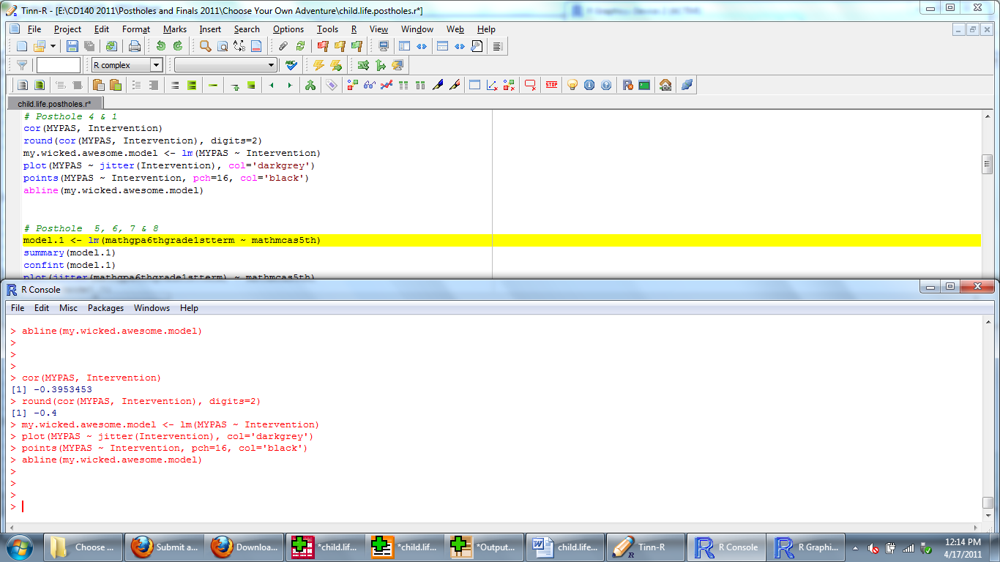 Tinn-R - [E:\CD140 2011\Postholes and Finals 2011\Choose Your Own Adventure\child.life.postholes.r*]
File Project Edit Format Marks Insert Search Options Tools R View Window Web Help
R complex
ABC
STOP
child.life.postholes.r*
# Posthole 4 & 1
cor(MYPAS, Intervention)
round(cor(MYPAS, Intervention), digits=2)
my.wicked.awesome.model <- lm(MYPAS ~ Intervention)
plot(MYPAS ~ jitter(Intervention), col='darkgrey')
points(MYPAS ~ Intervention, pch=16, col='black')
abline(my.wicked.awesome.model)
# Posthole  5, 6, 7 & 8
model.1 <- lm(mathgpa6thgrade1stterm ~ mathmcas5th)
summary(model.1)
confint(model.1)
plot(jitter(mathgpa6thgrade1stterm) ~ mathmcas5th)
R Console
File Edit Misc Packages Windows Help
> abline(my.wicked.awesome.model)
>
>
>
> cor(MYPAS, Intervention)
[1] -0.3953453
> round(cor(MYPAS, Intervention), digits=2)
[1] -0.4
> my.wicked.awesome.model <- lm(MYPAS ~ Intervention)
> plot(MYPAS ~ jitter(Intervention), col='darkgrey')
> points(MYPAS ~ Intervention, pch=16, col='black')
> abline(my.wicked.awesome.model)
>
>
>
>
Choose ... Submit a... Downloa... *child.lif... *child.lif... *Output... child.life... Tinn-R R Console R Graphi... 12:14 PM
4/17/2011